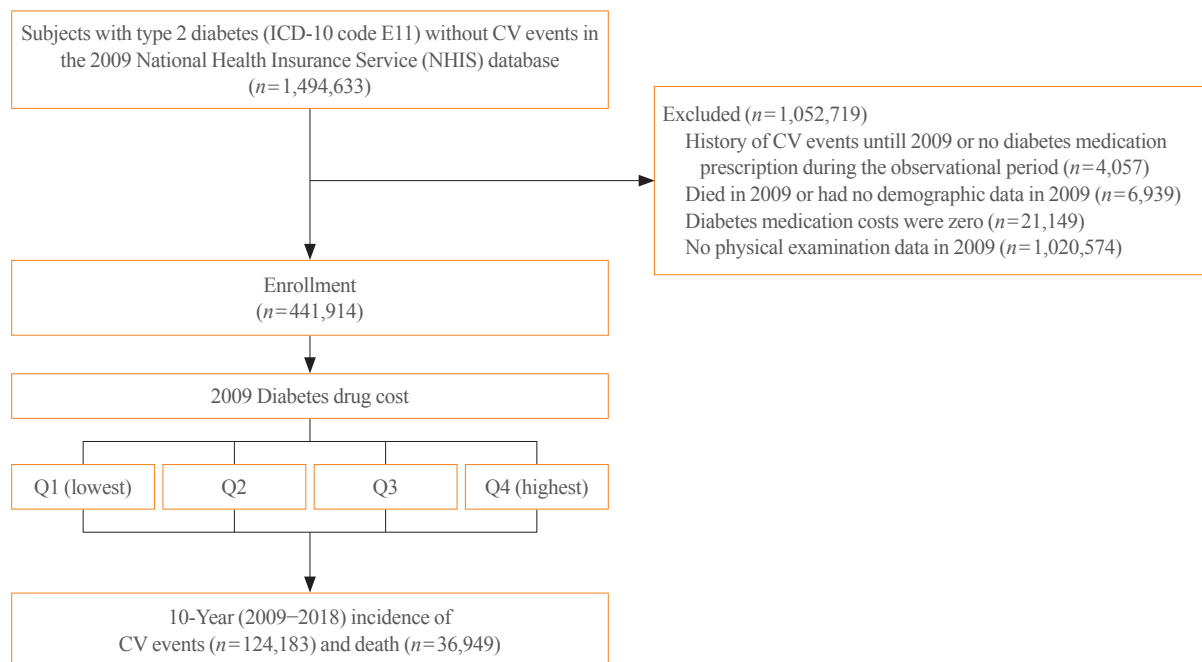 Subjects with type 2 diabetes (ICD-10 code E11) without CV events in
the 2009 National Health Insurance Service (NHIS) database
(n=1,494,633)
Excluded (n=1,052,719)
History of CV events untill 2009 or no diabetes medication
prescription during the observational period (n=4,057)
Died in 2009 or had no demographic data in 2009 (n=6,939)
Diabetes medication costs were zero (n=21,149)
No physical examination data in 2009 (n=1,020,574)
Enrollment
(n=441,914)
2009 Diabetes drug cost
Q1 (lowest)
Q2
Q3
Q4 (highest)
10-Year (2009−2018) incidence of
CV events (n=124,183) and death (n=36,949)